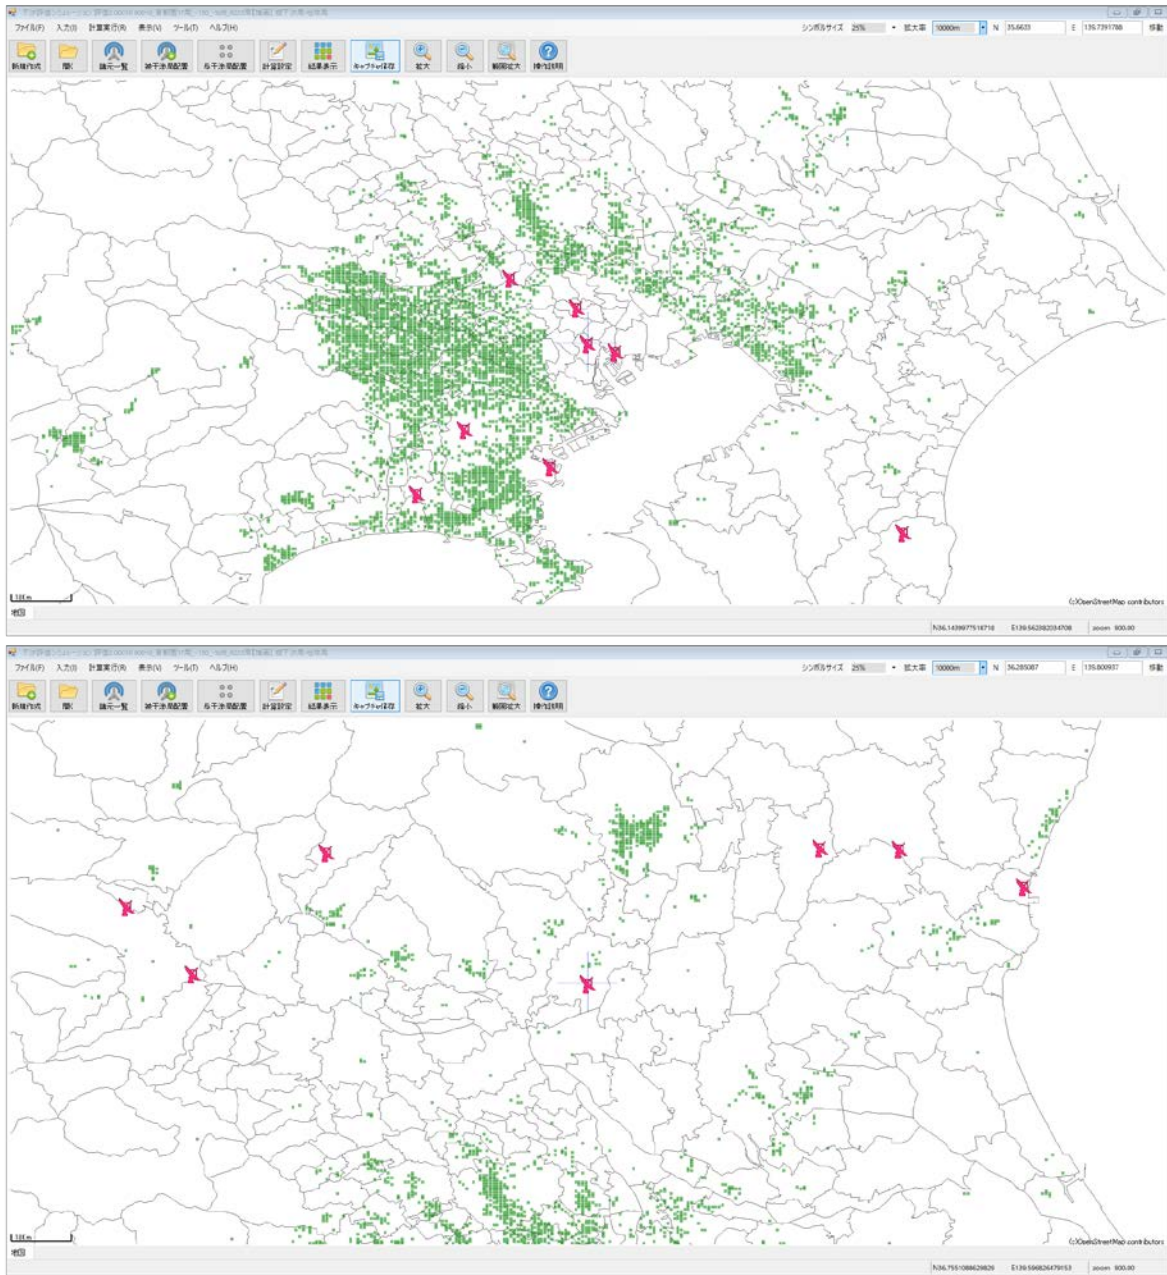 ファイル(F) 入力(I) 計算実行(R) 表示(V) ツール(T) ヘルプ(H) シンボルサイズ 25% 拡大率 10000m N 35.6633 E 139.7391788 移動
新規作成 開く 諸元一覧 被干渉局配置 与干渉局配置 計算設定 結果表示 キャプチャ保存 拡大 縮小 範囲拡大 操作説明
10km
(c)OpenStreetMap contributors
地図
zoom 600.00
ファイル(F) 入力(I) 計算実行(R) 表示(V) ツール(T) ヘルプ(H) シンボルサイズ 25% 拡大率 10000m N 36.285087 E 移動
新規作成 開く 諸元一覧 被干渉局配置 与干渉局配置 計算設定 結果表示 キャプチャ保存 拡大 縮小 範囲拡大 操作説明
10km
(c)OpenStreetMap contributors
地図
zoom 600.00